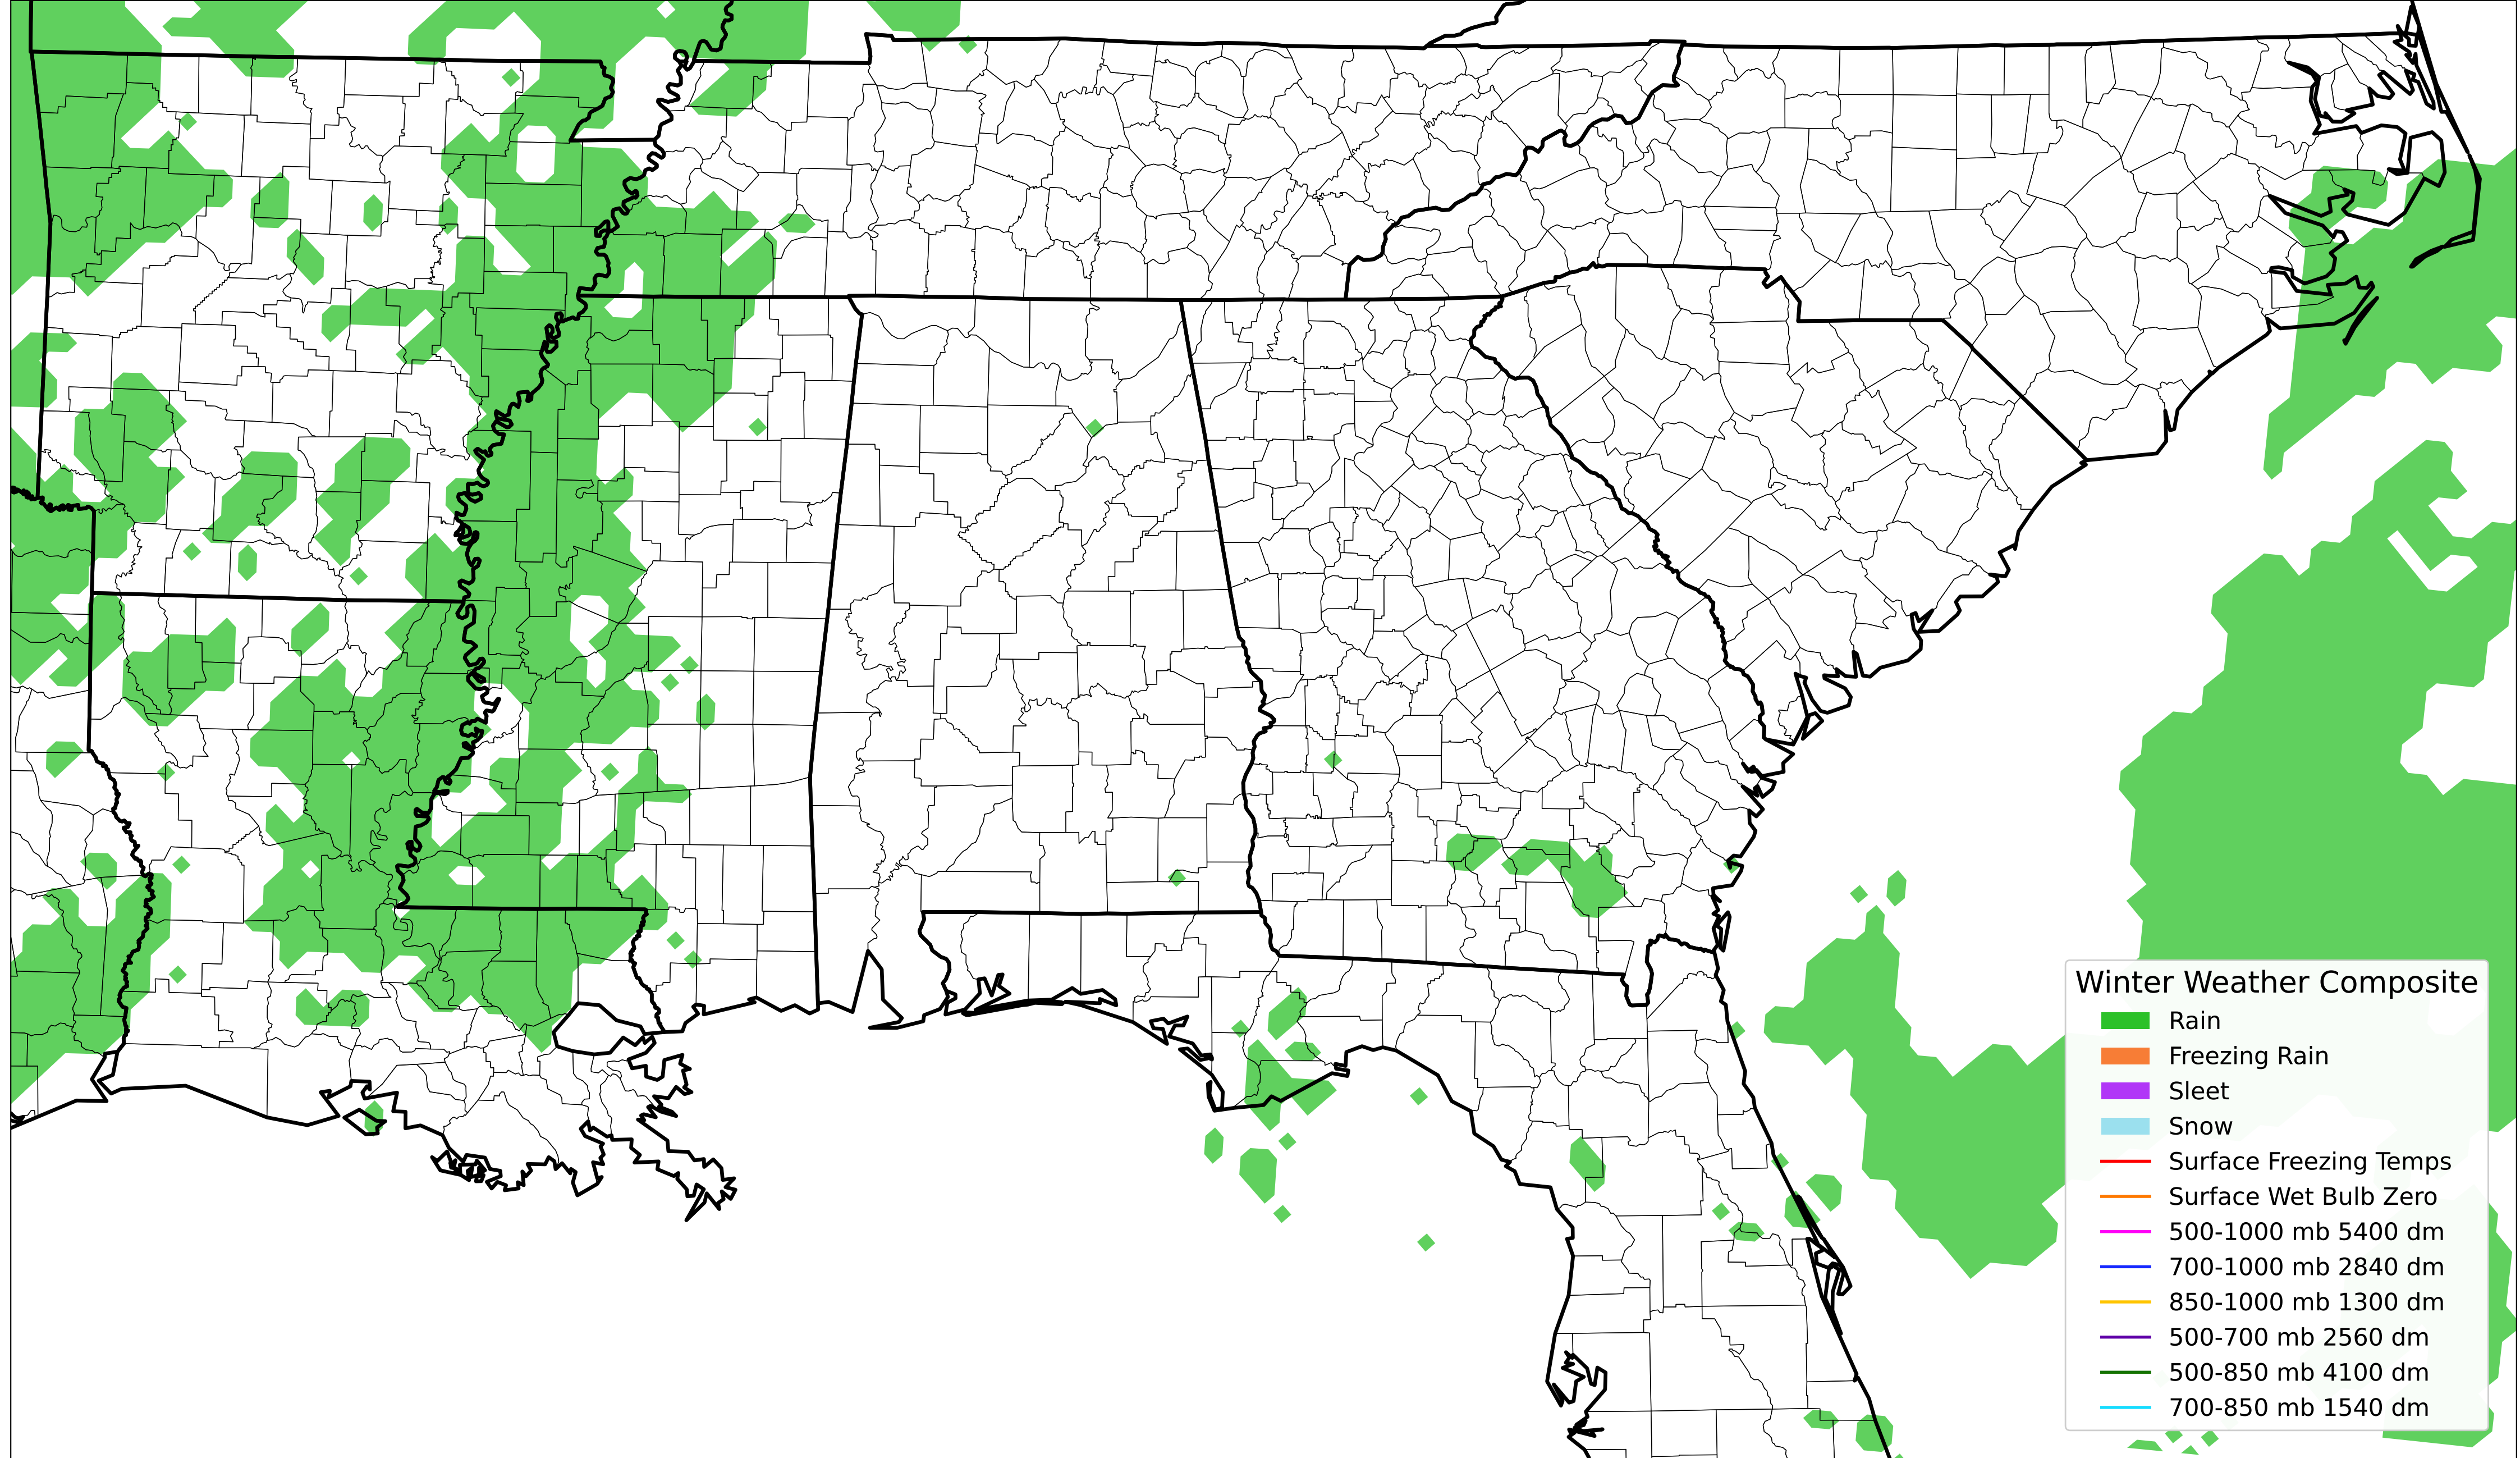 Winter Weather Composite
Rain
Freezing Rain
Sleet
Snow
Surface Freezing Temps
Surface Wet Bulb Zero
500-1000 mb 5400 dm
700-1000 mb 2840 dm
850-1000 mb 1300 dm
500-700 mb 2560 dm
500-850 mb 4100 dm
700-850 mb 1540 dm